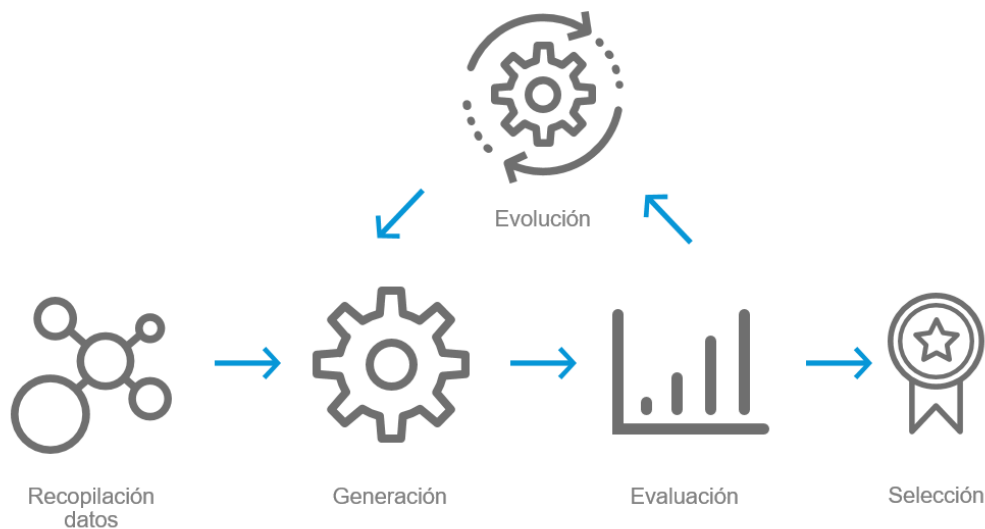 Evolución
Recopilación
datos
Generación
Evaluación
Selección